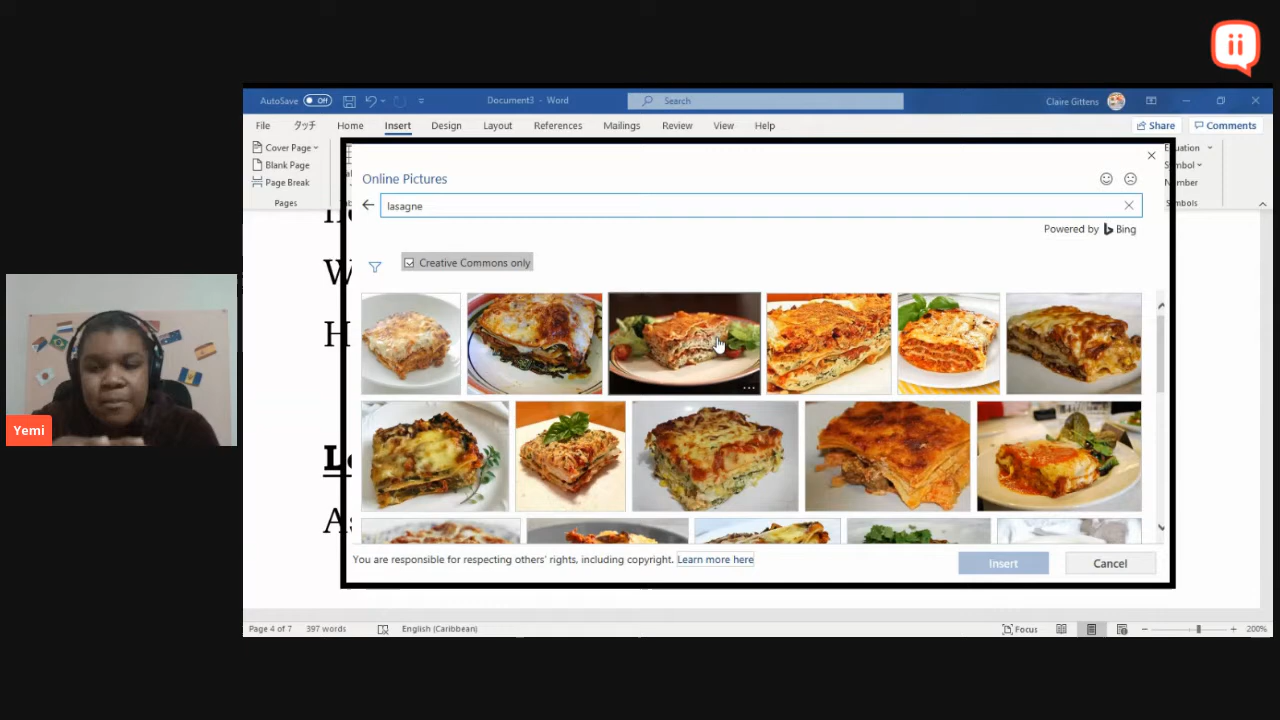 AutoSave Off Document3 - Word Search Claire Gittens
File タッチ Home Insert Design Layout References Mailings Review View Help Share Comments
Cover Page
Blank Page
Page Break
Pages
Equation
Symbol
Number
Symbols
Online Pictures
lasagne
Powered by Bing
Creative Commons only
You are responsible for respecting others' rights, including copyright. Learn more here
Insert Cancel
Yemi
Page 4 of 7 397 words English (Caribbean) Focus 200%